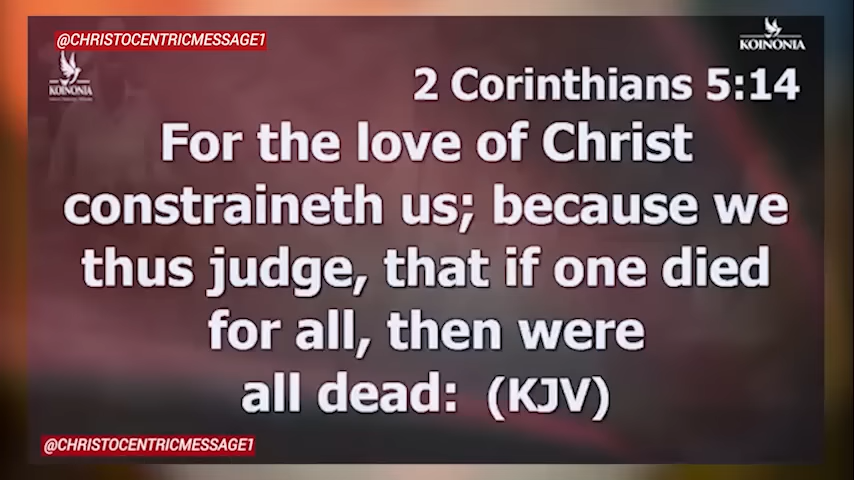 @CHRISTOCENTRICMESSAGE1
KOINONIA
KOINONIA
2 Corinthians 5:14
For the love of Christ
constraineth us; because we
thus judge, that if one died
for all, then were
all dead: (KJV)
@CHRISTOCENTRICMESSAGE1